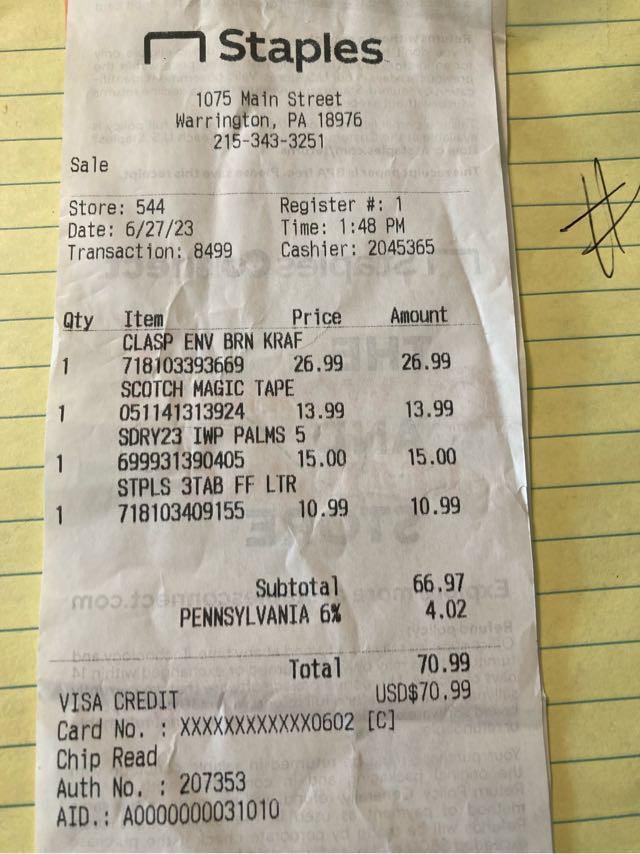 Staples
1075 Main Street
Warrington, PA 18976
215-343-3251
Sale
Store: 544 Register #: 1
Date: 6/27/23 Time: 1:48 PM
Transaction: 8499 Cashier: 2045365
Qty Item Price Amount
CLASP ENV BRN KRAF
1 718103393669 26.99 26.99
SCOTCH MAGIC TAPE
1 051141313924 13.99 13.99
SDRY23 IWP PALMS 5
1 699931390405 15.00 15.00
STPLS 3TAB FF LTR
1 718103409155 10.99 10.99
Subtotal 66.97
PENNSYLVANIA 6% 4.02
Total 70.99
VISA CREDIT USD$70.99
Card No. : XXXXXXXXXXXX0602 [C]
Chip Read
Auth No. : 207353
AID.: A0000000031010
#